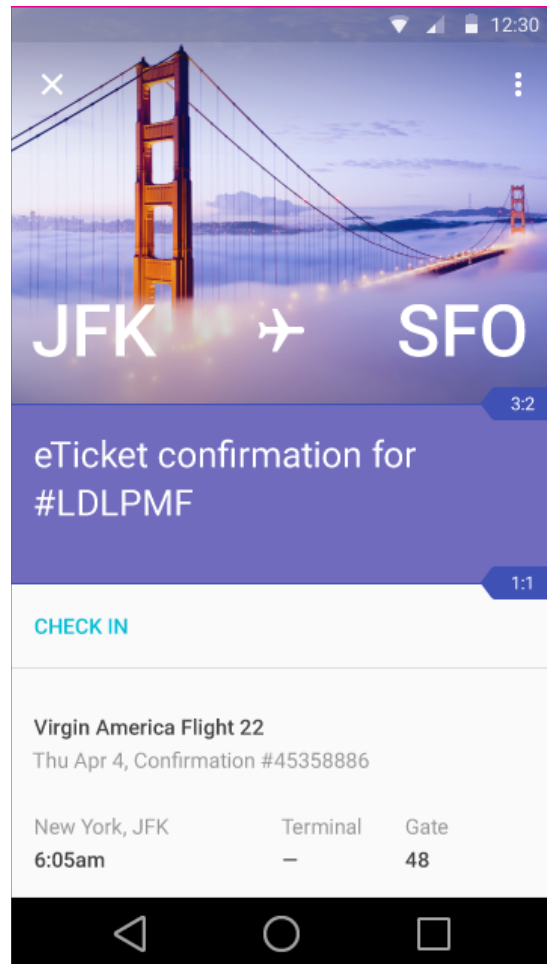 12:30
JFK SFO
3:2
eTicket confirmation for
#LDLPMF
1:1
CHECK IN
Virgin America Flight 22
Thu Apr 4, Confirmation #45358886
New York, JFK Terminal Gate
6:05am — 48